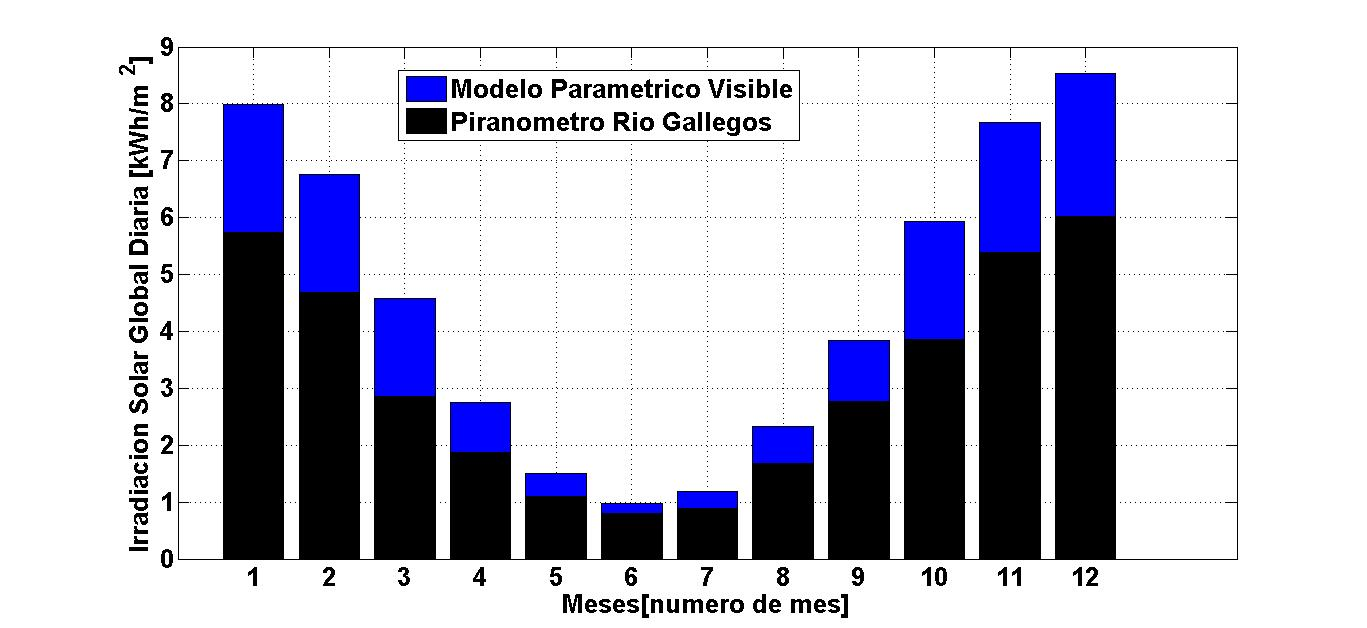 Irradiacion Solar Global Diaria [kWh/m 2]
9
8
7
6
5
4
3
2
1
0
Modelo Parametrico Visible
Piranometro Rio Gallegos
1 2 3 4 5 6 7 8 9 10 11 12
Meses[numero de mes]